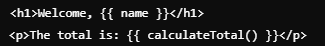 <h1>Welcome, {{ name }}</h1>
<p>The total is: {{ calculateTotal() }}</p>